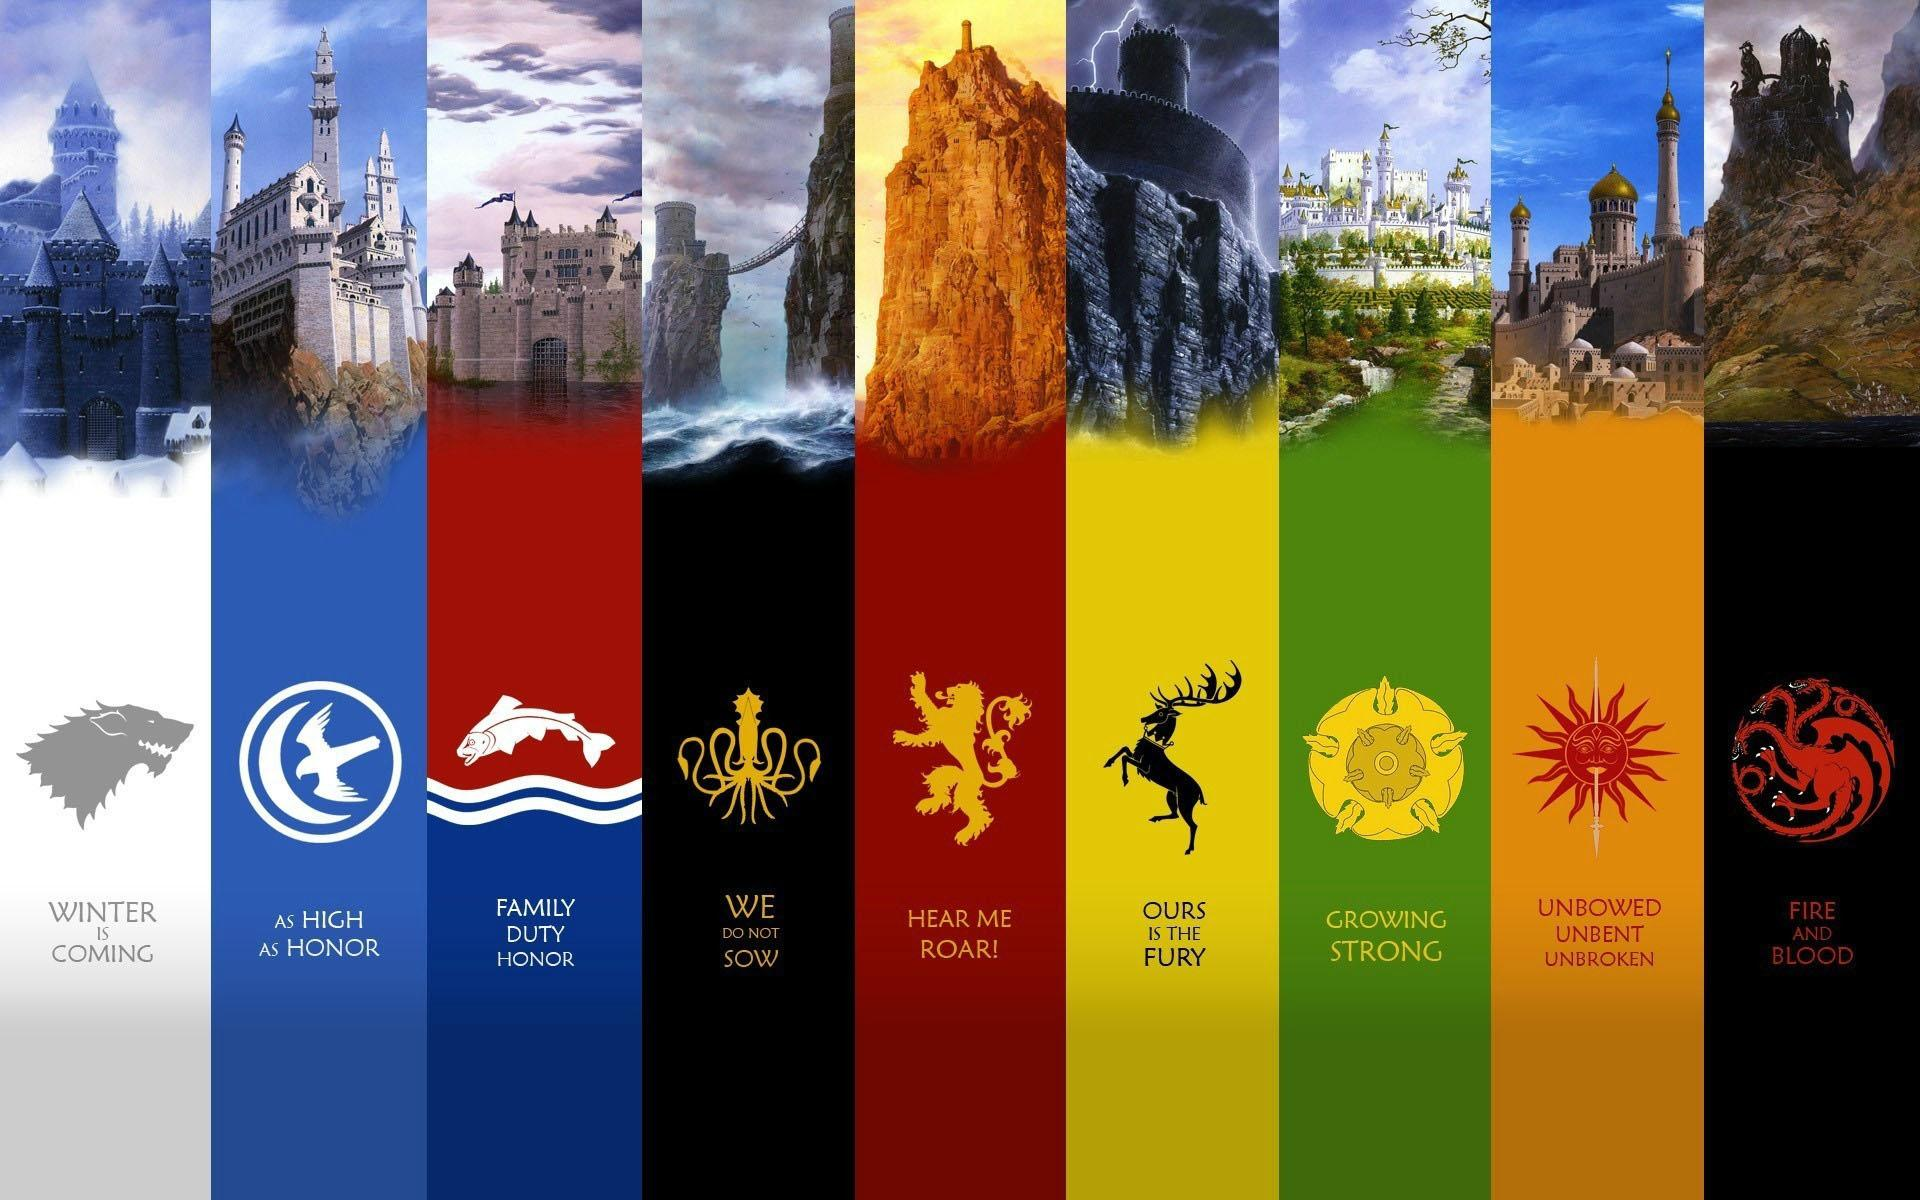 WINTER
IS
COMING
AS HIGH
AS HONOR
FAMILY
DUTY
HONOR
WE
DO NOT
SOW
HEAR ME
ROAR!
OURS
IS THE
FURY
GROWING
STRONG
UNBOWED
UNBENT
UNBROKEN
FIRE
AND
BLOOD